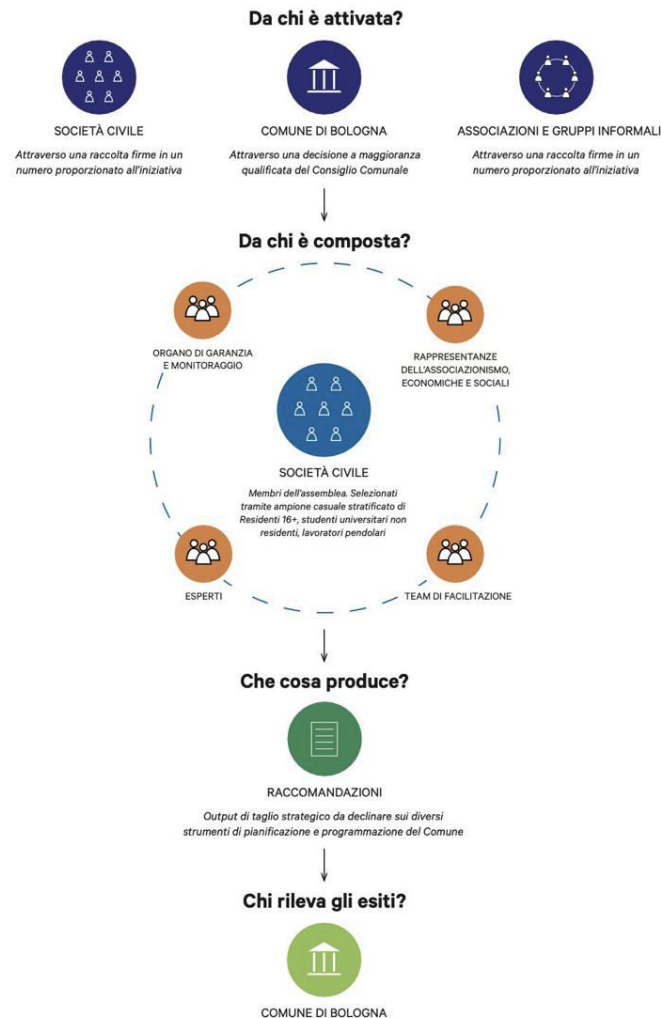 Da chi è attivata?
SOCIETÀ CIVILE
Attraverso una raccolta firme in un
numero proporzionato all'iniziativa
COMUNE DI BOLOGNA
Attraverso una decisione a maggioranza
qualificata del Consiglio Comunale
ASSOCIAZIONI E GRUPPI INFORMALI
Attraverso una raccolta firme in un
numero proporzionato all'iniziativa
Da chi è composta?
ORGANO DI GARANZIA
E MONITORAGGIO
RAPPRESENTANZE
DELL'ASSOCIAZIONISMO,
ECONOMICHE E SOCIALI
SOCIETÀ CIVILE
Membri dell'assemblea. Selezionati
tramite ampione casuale stratificato di
Residenti 16+, studenti universitari non
residenti, lavoratori pendolari
ESPERTI
TEAM DI FACILITAZIONE
Che cosa produce?
RACCOMANDAZIONI
Output di taglio strategico da declinare sui diversi
strumenti di pianificazione e programmazione del Comune
Chi rileva gli esiti?
COMUNE DI BOLOGNA